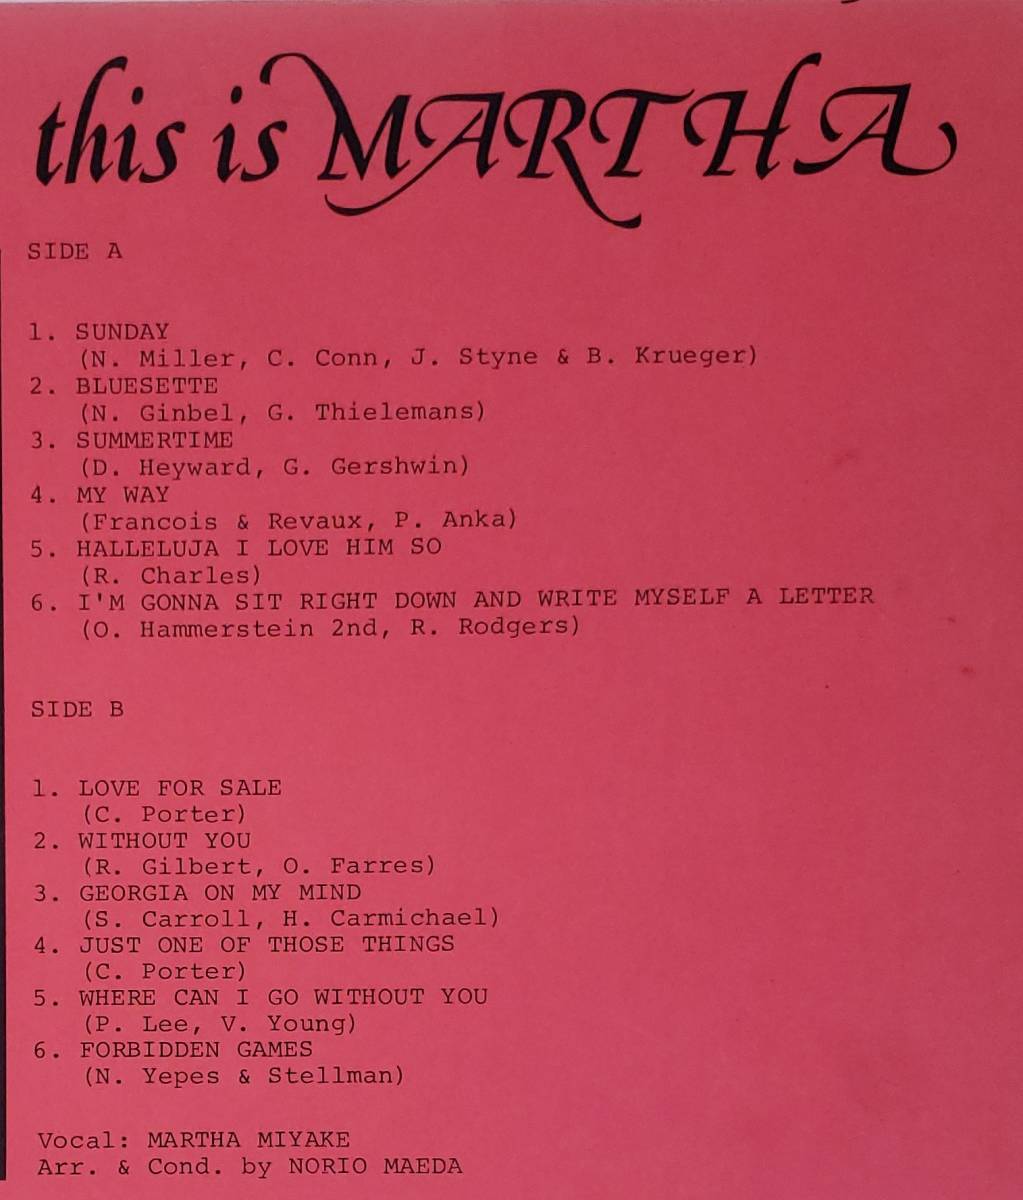 this is MARTHA
SIDE A
1. SUNDAY
(N. Miller, C. Conn, J. Styne & B. Krueger)
2. BLUESETTE
(N. Ginbel, G. Thielemans)
3. SUMMERTIME
(D. Heyward, G. Gershwin)
4. MY WAY
(Francois & Revaux, P. Anka)
5. HALLELUJA I LOVE HIM SO
(R. Charles)
6. I'M GONNA SIT RIGHT DOWN AND WRITE MYSELF A LETTER
(O. Hammerstein 2nd, R. Rodgers)
SIDE B
1. LOVE FOR SALE
(C. Porter)
2. WITHOUT YOU
(R. Gilbert, O. Farres)
3. GEORGIA ON MY MIND
(S. Carroll, H. Carmichael)
4. JUST ONE OF THOSE THINGS
(C. Porter)
5. WHERE CAN I GO WITHOUT YOU
(P. Lee, V. Young)
6. FORBIDDEN GAMES
(N. Yepes & Stellman)
Vocal: MARTHA MIYAKE
Arr. & Cond. by NORIO MAEDA